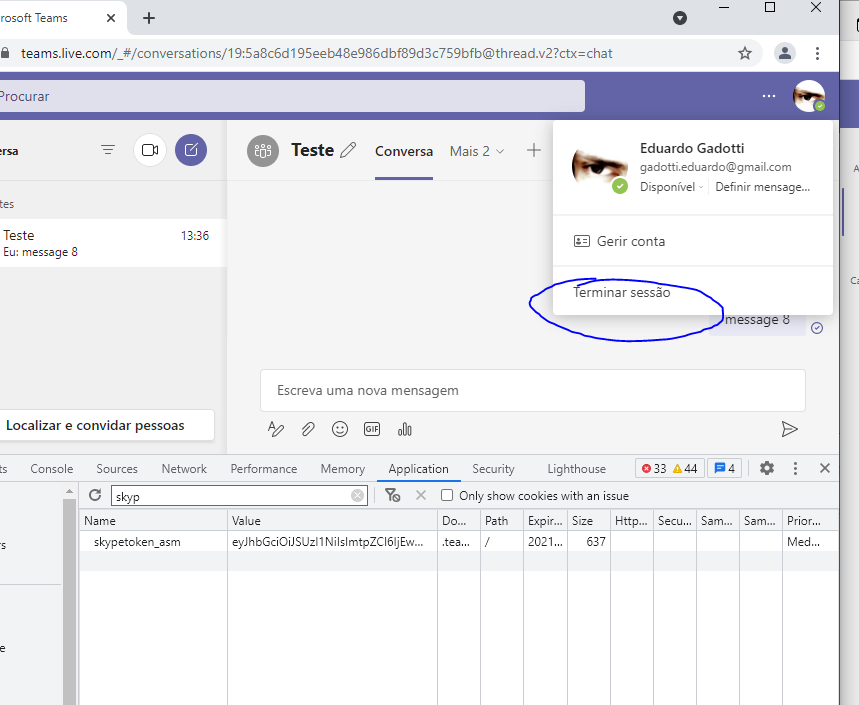 rosoft Teams
teams.live.com/_#/conversations/19:5a8c6d195eeb48e986dbf89d3c759bfb@thread.v2?ctx=chat
Procurar
ersa
Teste
Conversa
Mais 2
Eduardo Gadotti
gadotti.eduardo@gmail.com
Disponível
Definir mensage...
tes
Teste 13:36
Eu: message 8
Gerir conta
Terminar sessão
message 8
Escreva uma nova mensagem
GIF
Localizar e convidar pessoas
ts Console Sources Network Performance Memory Application Security Lighthouse 33 44 4
skyp
Only show cookies with an issue
Name Value Do... Path Expir... Size Http... Secu... Sam... Sam... Prior...
skypetoken_asm eyJhbGciOiJSUzI1NiIsImtpZCI6IjEw... .tea... / 2021... 637 Med...
rs
e